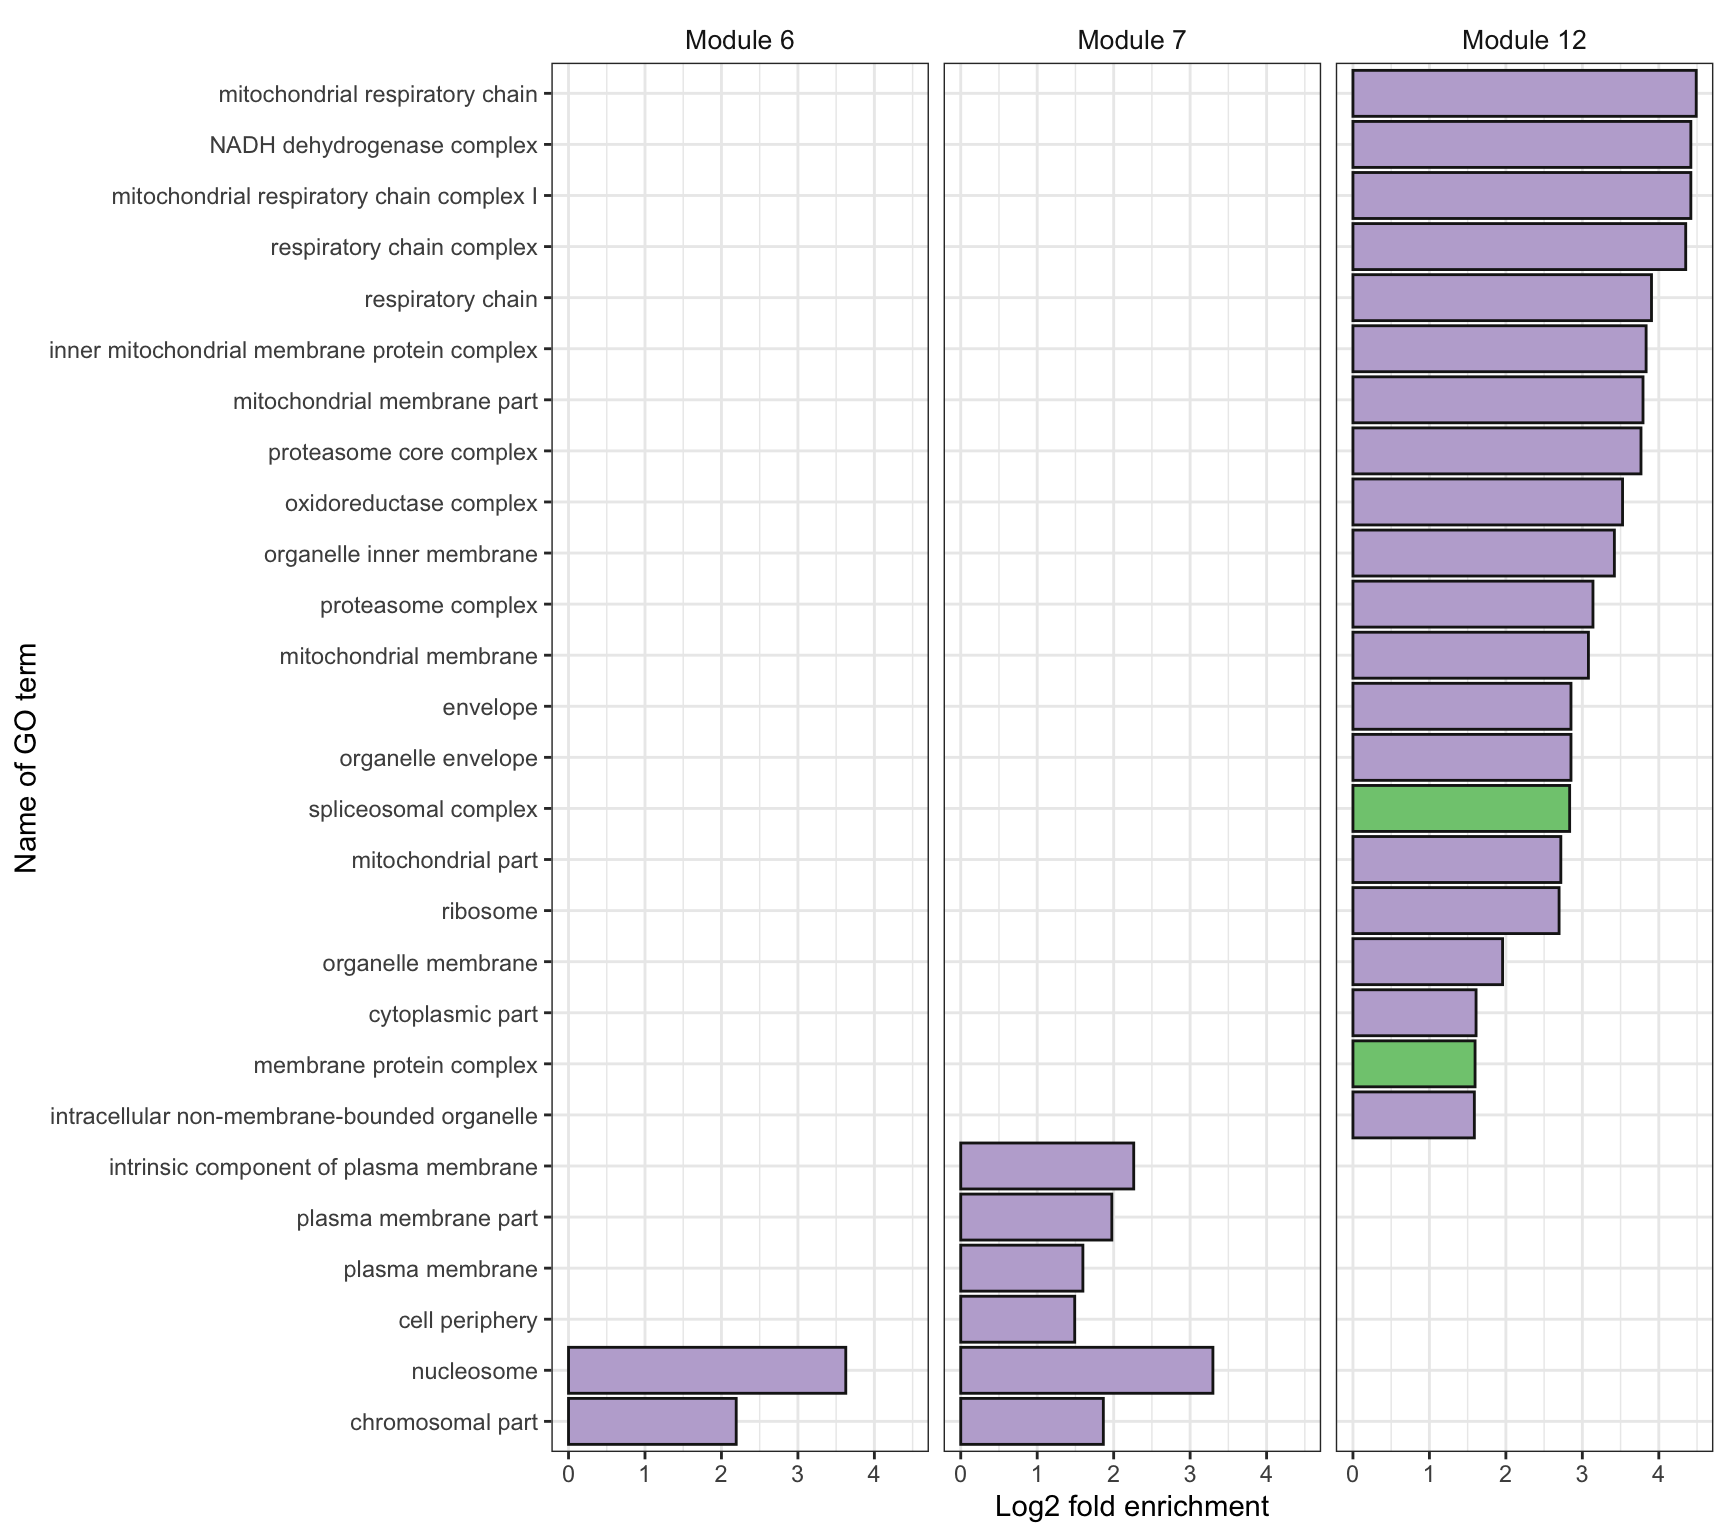 Module 6
Module 7
Module 12
mitochondrial respiratory chain
NADH dehydrogenase complex
mitochondrial respiratory chain complex I
respiratory chain complex
respiratory chain
inner mitochondrial membrane protein complex
mitochondrial membrane part
proteasome core complex
oxidoreductase complex
organelle inner membrane
proteasome complex
mitochondrial membrane
envelope
organelle envelope
spliceosomal complex
mitochondrial part
ribosome
organelle membrane
cytoplasmic part
membrane protein complex
intracellular non-membrane-bounded organelle
intrinsic component of plasma membrane
plasma membrane part
plasma membrane
cell periphery
nucleosome
chromosomal part
Name of GO term
0 1 2 3 4
0 1 2 3 4
0 1 2 3 4
Log2 fold enrichment